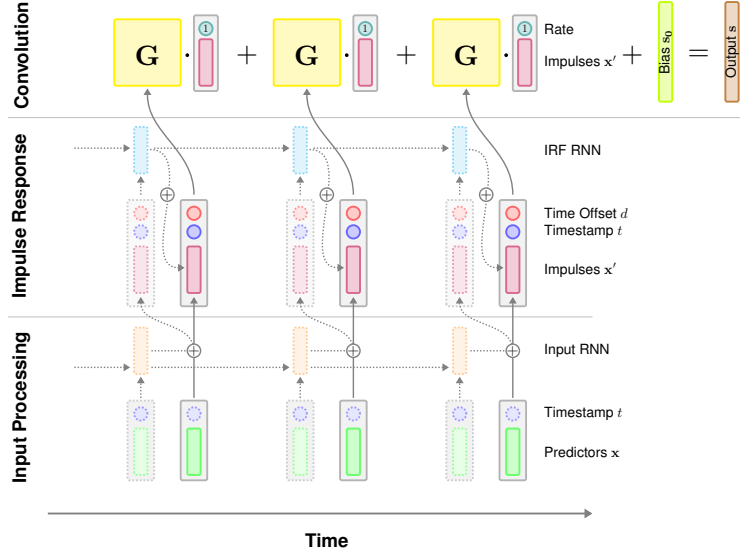 Convolution
G · 1 + G · 1 + G · 1 + Bias s₀ = Output s
Rate
Impulses x′
Impulse Response
IRF RNN
Time Offset d
Timestamp t
Impulses x′
Input Processing
Input RNN
Timestamp t
Predictors x
Time